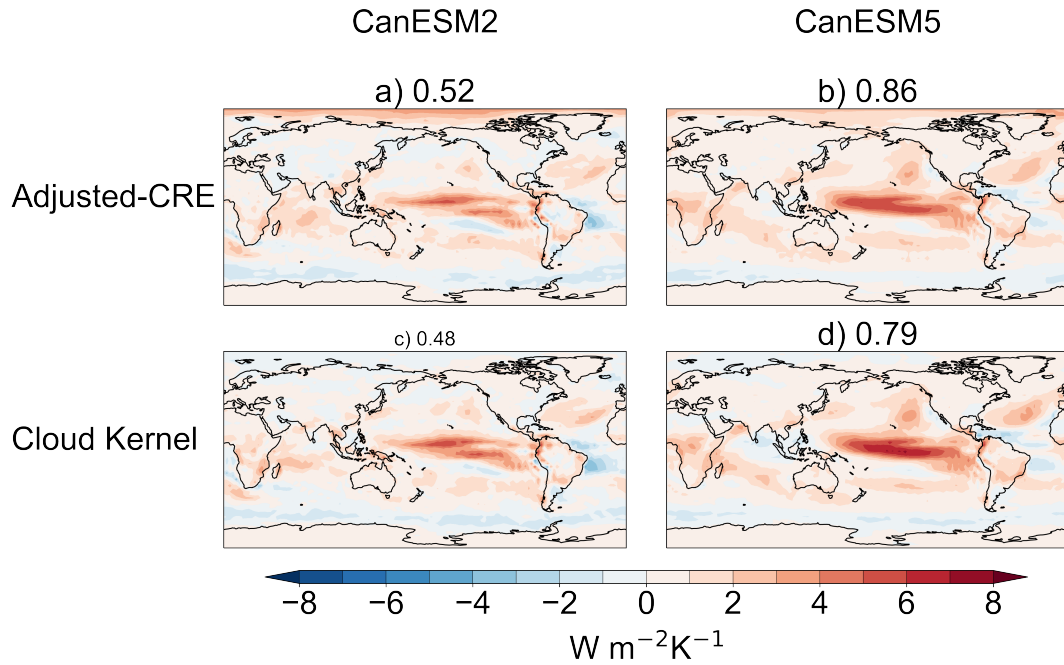 CanESM2 CanESM5
a) 0.52 b) 0.86
Adjusted-CRE
c) 0.48 d) 0.79
Cloud Kernel
−8 −6 −4 −2 0 2 4 6 8
W m⁻²K⁻¹